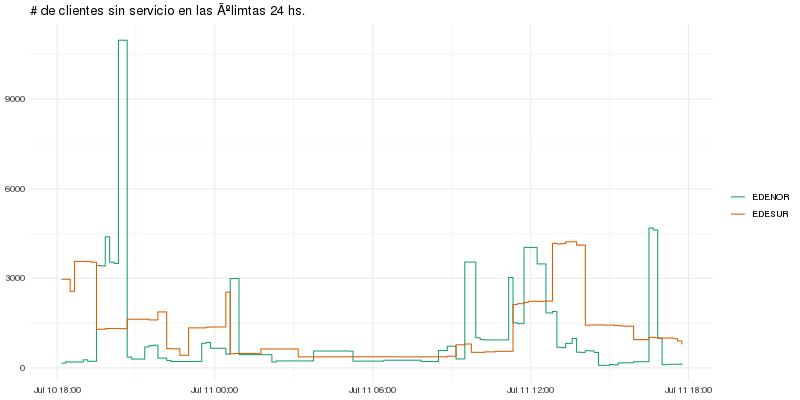 # de clientes sin servicio en las Ãºlimtas 24 hs.
9000
6000
3000
0
Jul 10 18:00
Jul 11 00:00
Jul 11 06:00
Jul 11 12:00
Jul 11 18:00
EDENOR
EDESUR